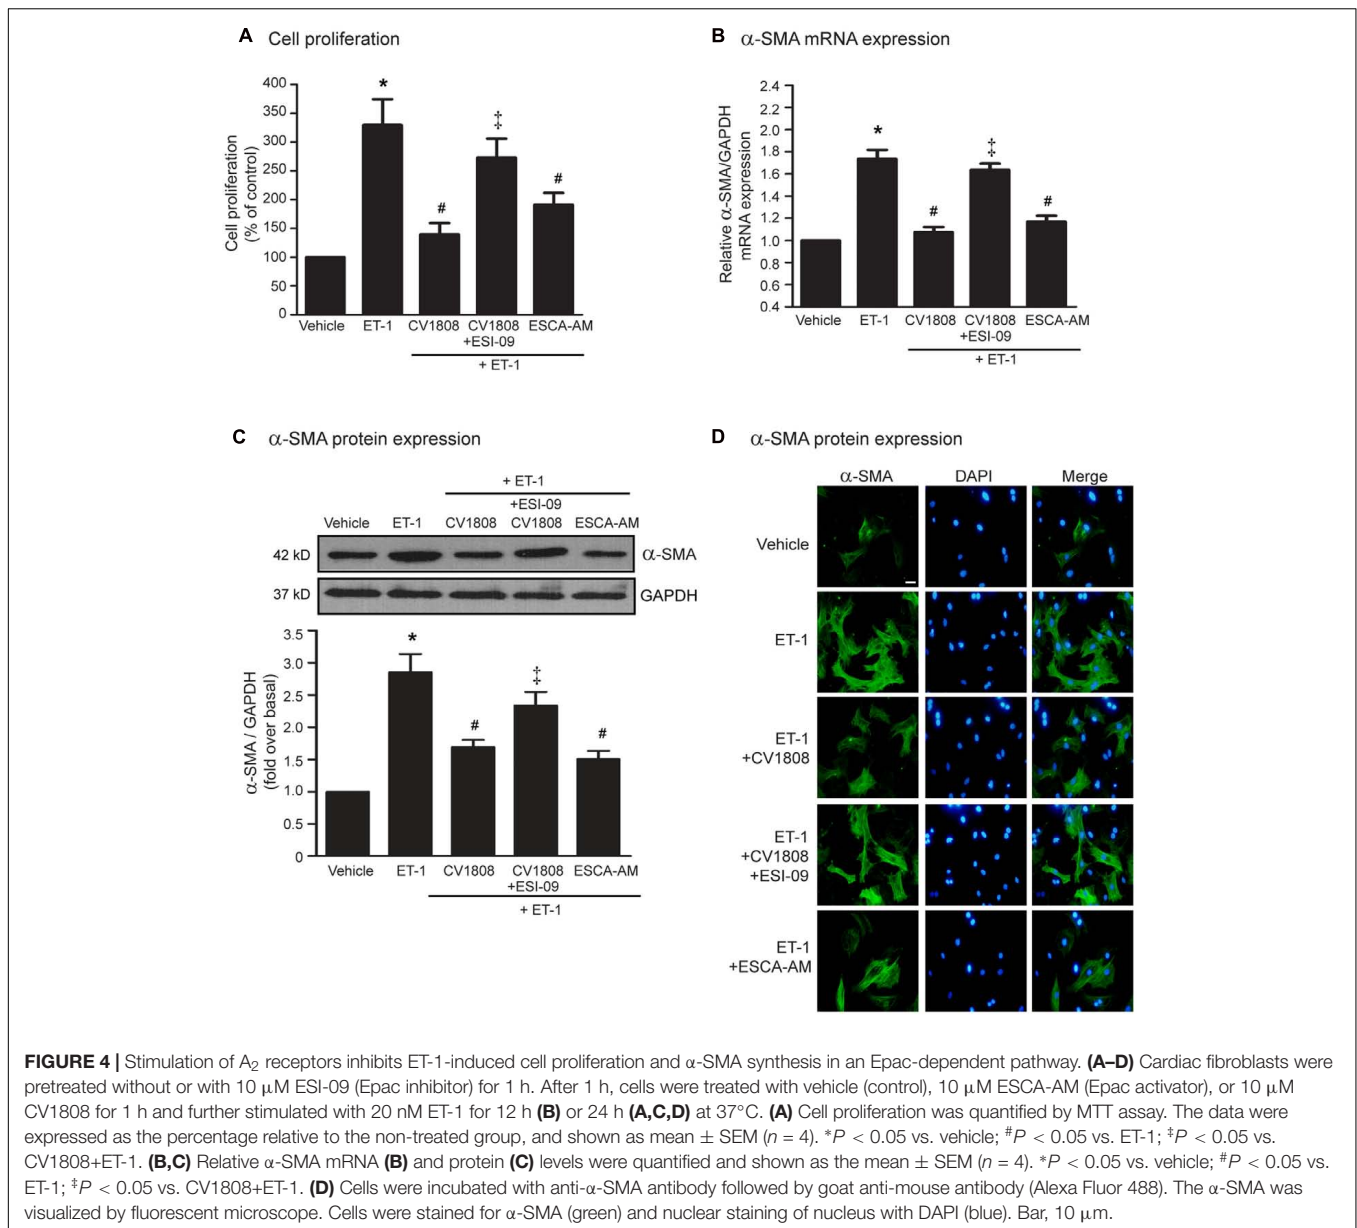 A Cell proliferation
400
350
300
250
200
150
100
50
0
Cell proliferation
(% of control)
*
#
‡
#
Vehicle ET-1 CV1808 CV1808 ESCA-AM
+ESI-09
+ ET-1
B α-SMA mRNA expression
2.4
2.2
2.0
1.8
1.6
1.4
1.2
1.0
0.8
0.6
0.4
Relative α-SMA/GAPDH
mRNA expression
*
#
‡
#
Vehicle ET-1 CV1808 CV1808 ESCA-AM
+ESI-09
+ ET-1
C α-SMA protein expression
+ ET-1
+ESI-09
Vehicle ET-1 CV1808 CV1808 ESCA-AM
42 kD α-SMA
37 kD GAPDH
3.5
3.0
2.5
2.0
1.5
1.0
0.5
0
α-SMA / GAPDH
(fold over basal)
*
#
‡
#
Vehicle ET-1 CV1808 CV1808 ESCA-AM
+ESI-09
+ ET-1
D α-SMA protein expression
α-SMA DAPI Merge
Vehicle
ET-1
ET-1
+CV1808
ET-1
+CV1808
+ESI-09
ET-1
+ESCA-AM
FIGURE 4 | Stimulation of A₂ receptors inhibits ET-1-induced cell proliferation and α-SMA synthesis in an Epac-dependent pathway. (A–D) Cardiac fibroblasts were
pretreated without or with 10 μM ESI-09 (Epac inhibitor) for 1 h. After 1 h, cells were treated with vehicle (control), 10 μM ESCA-AM (Epac activator), or 10 μM
CV1808 for 1 h and further stimulated with 20 nM ET-1 for 12 h (B) or 24 h (A,C,D) at 37°C. (A) Cell proliferation was quantified by MTT assay. The data were
expressed as the percentage relative to the non-treated group, and shown as mean ± SEM (n = 4). *P < 0.05 vs. vehicle; #P < 0.05 vs. ET-1; ‡P < 0.05 vs.
CV1808+ET-1. (B,C) Relative α-SMA mRNA (B) and protein (C) levels were quantified and shown as the mean ± SEM (n = 4). *P < 0.05 vs. vehicle; #P < 0.05 vs.
ET-1; ‡P < 0.05 vs. CV1808+ET-1. (D) Cells were incubated with anti-α-SMA antibody followed by goat anti-mouse antibody (Alexa Fluor 488). The α-SMA was
visualized by fluorescent microscope. Cells were stained for α-SMA (green) and nuclear staining of nucleus with DAPI (blue). Bar, 10 μm.